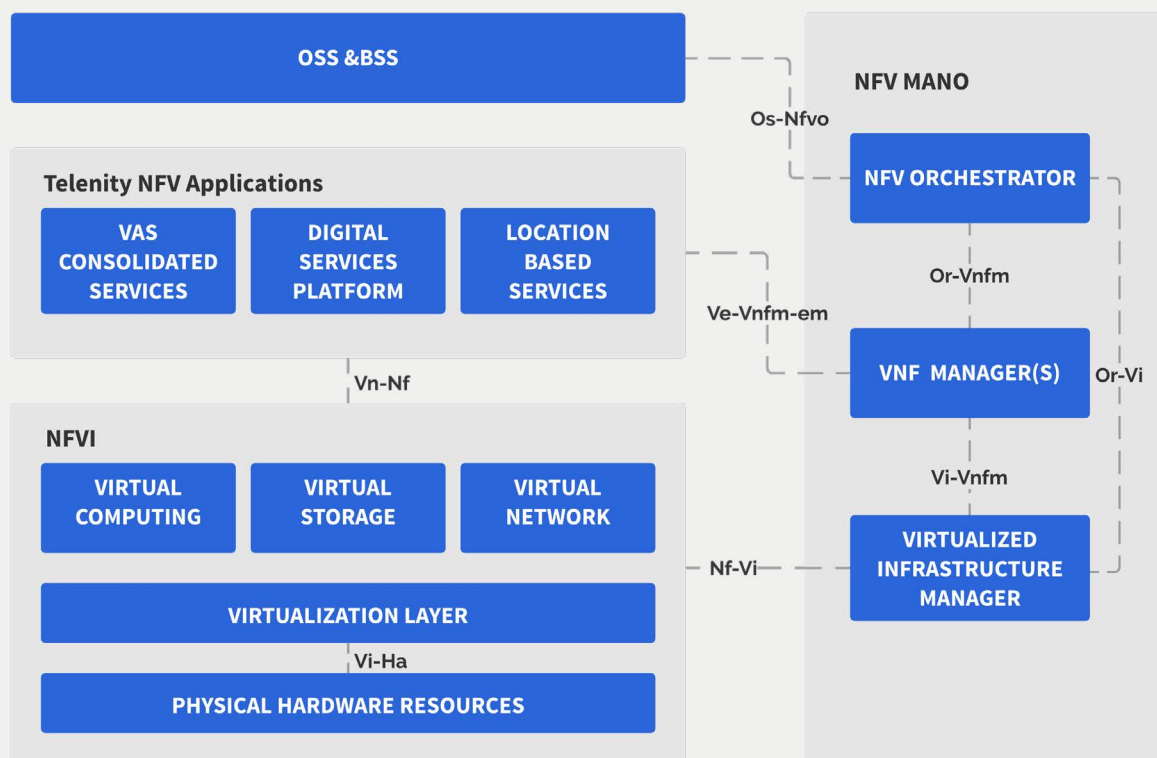 OSS &BSS
NFV MANO
Os-Nfvo
NFV ORCHESTRATOR
Telenity NFV Applications
VAS
CONSOLIDATED
SERVICES
DIGITAL
SERVICES
PLATFORM
LOCATION
BASED
SERVICES
Or-Vnfm
Ve-Vnfm-em
VNF MANAGER(S)
Or-Vi
Vn-Nf
NFVI
VIRTUAL
COMPUTING
VIRTUAL
STORAGE
VIRTUAL
NETWORK
Vi-Vnfm
Nf-Vi
VIRTUALIZED
INFRASTRUCTURE
MANAGER
VIRTUALIZATION LAYER
Vi-Ha
PHYSICAL HARDWARE RESOURCES